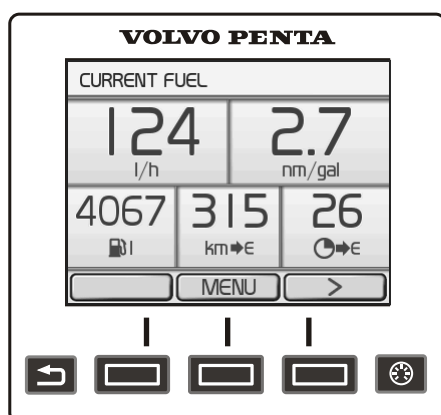 VOLVO PENTA
CURRENT FUEL
124 2.7
l/h nm/gal
4067 315 26
l km➡E ➡E
MENU >